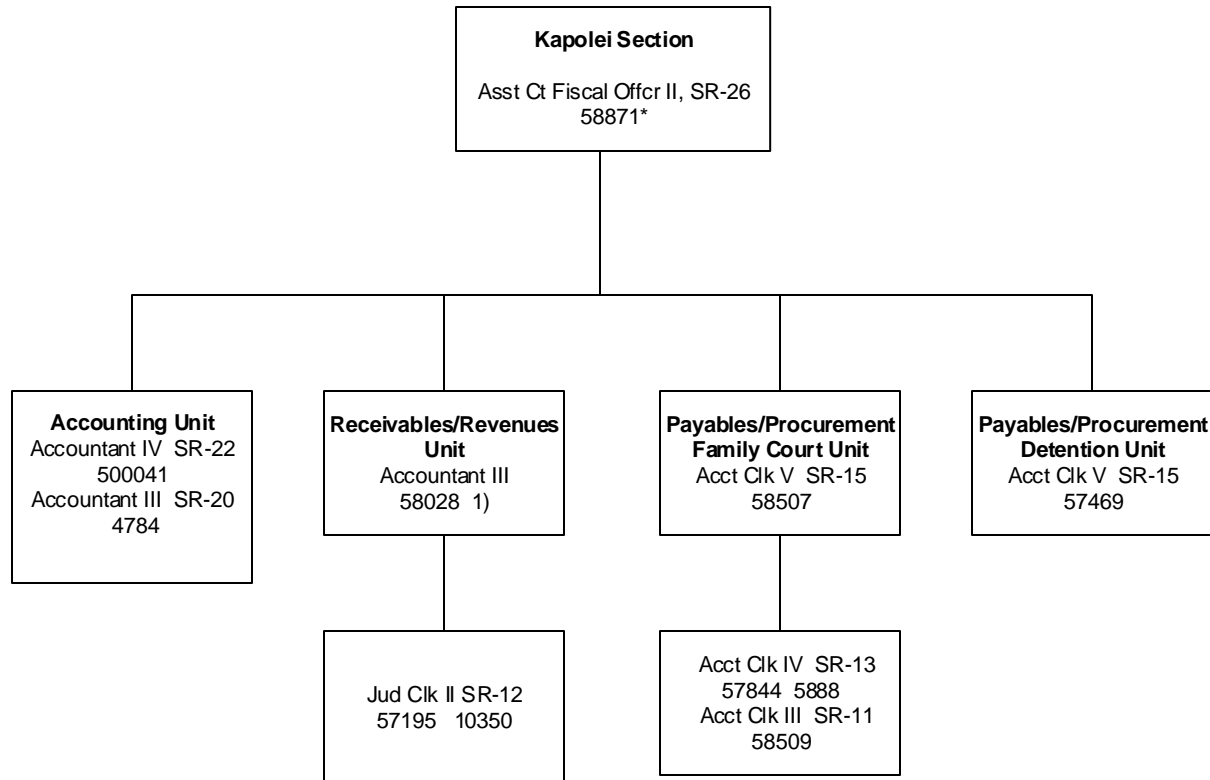 Kapolei Section
Asst Ct Fiscal Offcr II, SR-26
58871*
Accounting Unit
Accountant IV SR-22
500041
Accountant III SR-20
4784
Receivables/Revenues
Unit
Accountant III
58028 1)
Payables/Procurement
Family Court Unit
Acct Clk V SR-15
58507
Payables/Procurement
Detention Unit
Acct Clk V SR-15
57469
Jud Clk II SR-12
57195 10350
Acct Clk IV SR-13
57844 5888
Acct Clk III SR-11
58509